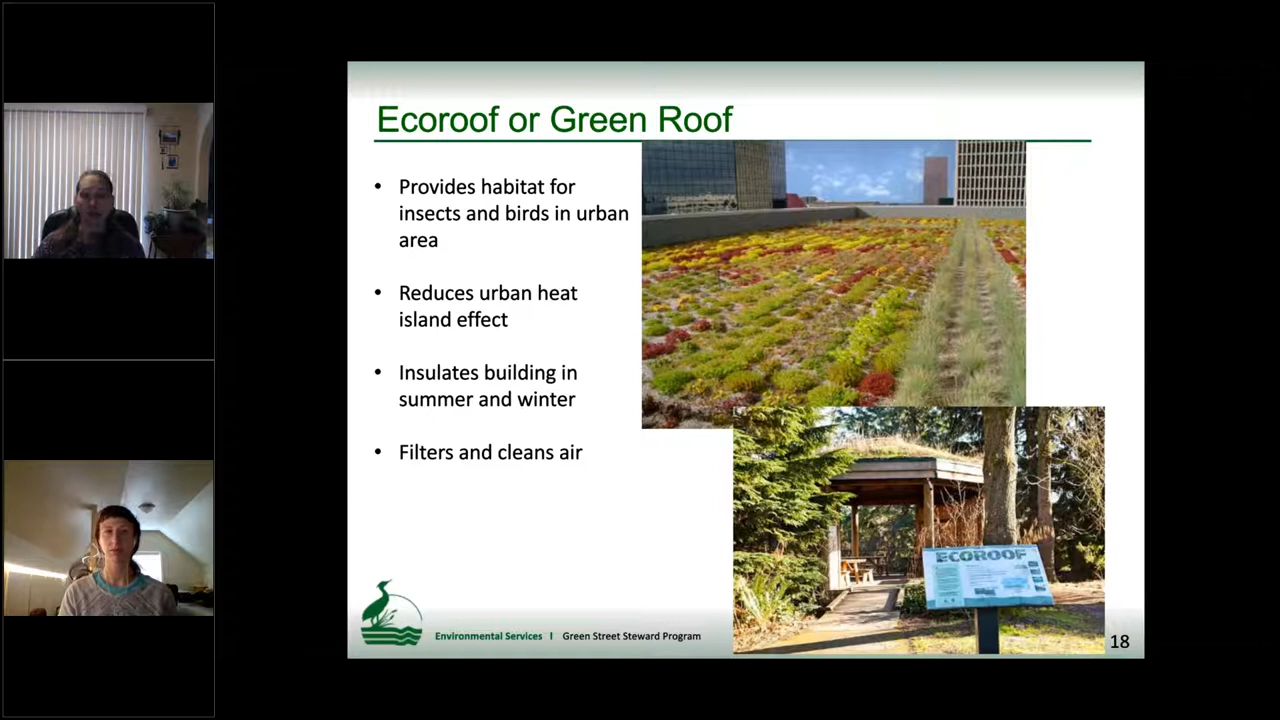 Ecoroof or Green Roof
• Provides habitat for
insects and birds in urban
area
• Reduces urban heat
island effect
• Insulates building in
summer and winter
• Filters and cleans air
ECOROOF
Environmental Services | Green Street Steward Program
18